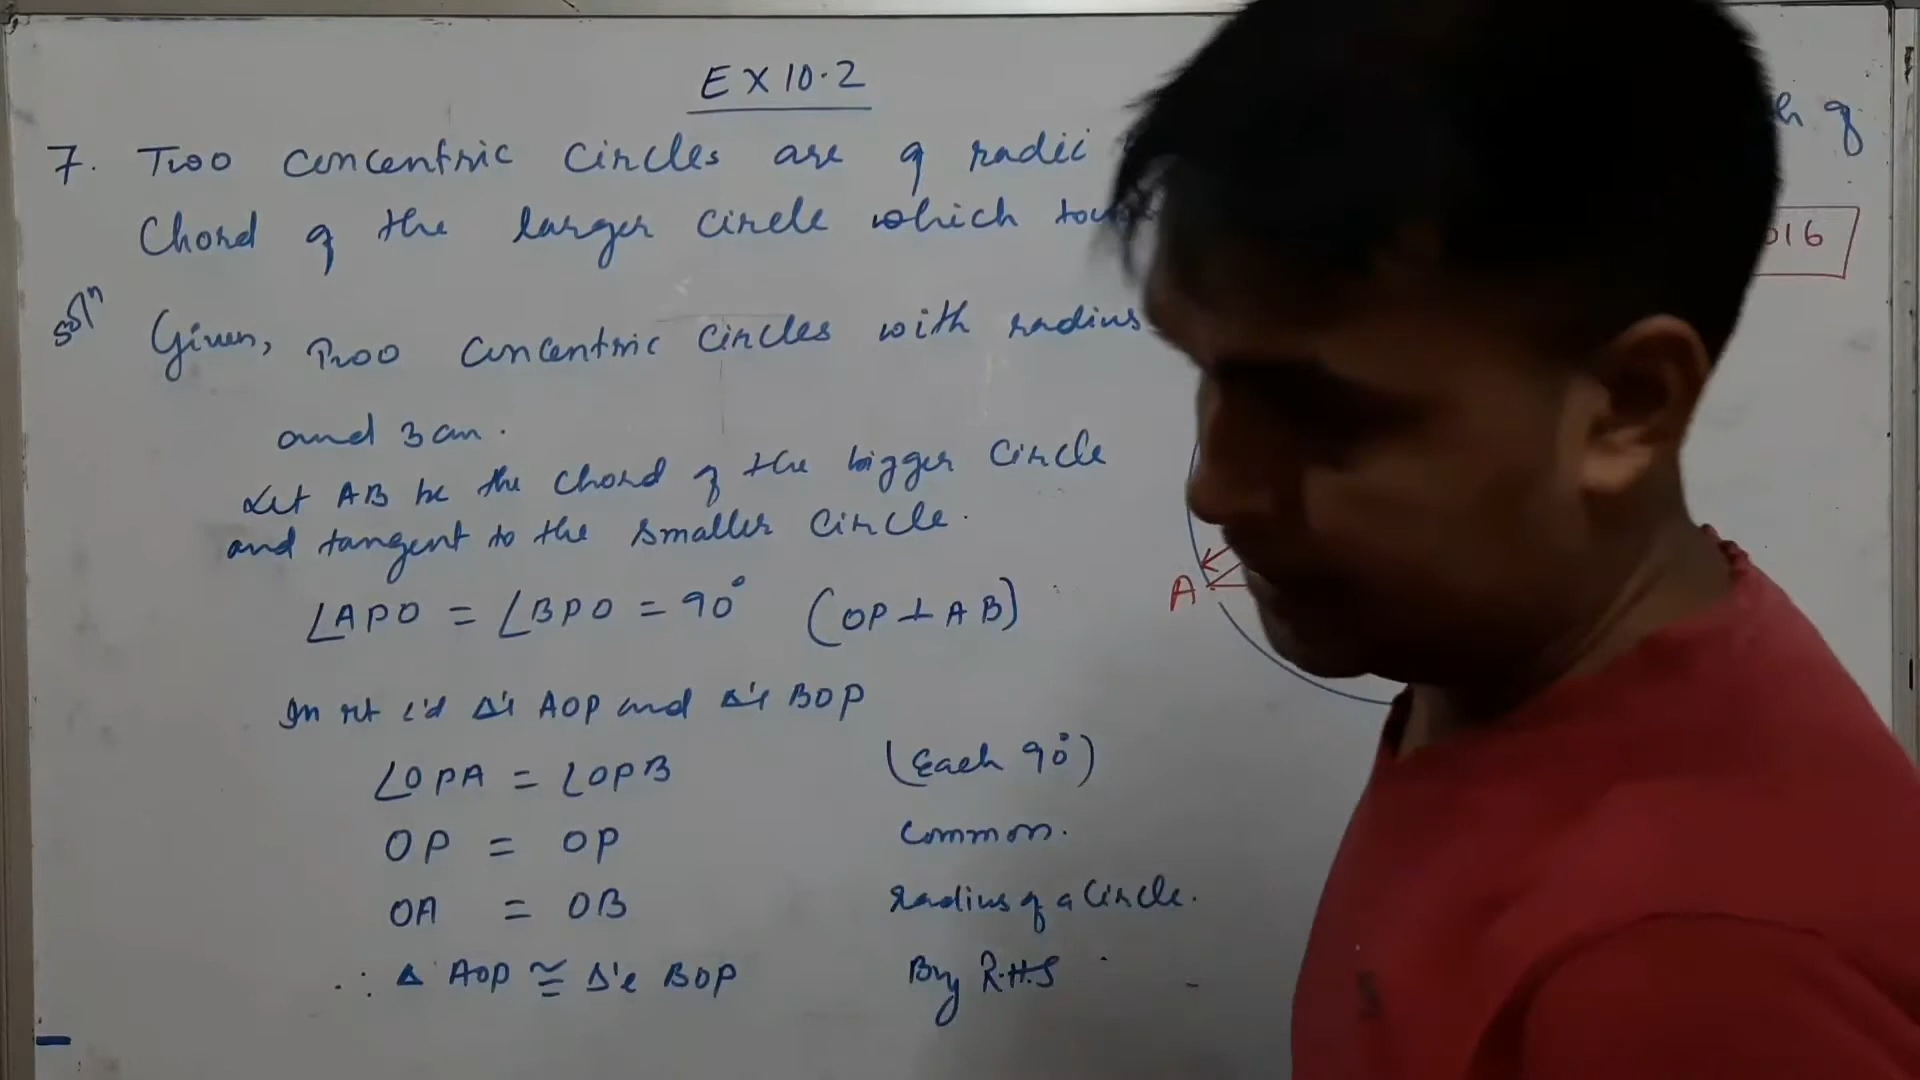 EX 10.2
7. Two concentric circles are of radii
Chord of the larger circle which
016
Solⁿ Given, Two concentric circles with radius
and 3 cm.
Let AB be the chord of the bigger circle
and tangent to the smaller circle.
∠APO = ∠BPO = 90° (OP ⊥ AB)
A
In rt ∠'d Δ's AOP and Δ's BOP
∠OPA = ∠OPB (Each 90°)
OP = OP Common.
OA = OB radius of a circle.
∴ Δ AOP ≅ Δ'e BOP By R.H.S